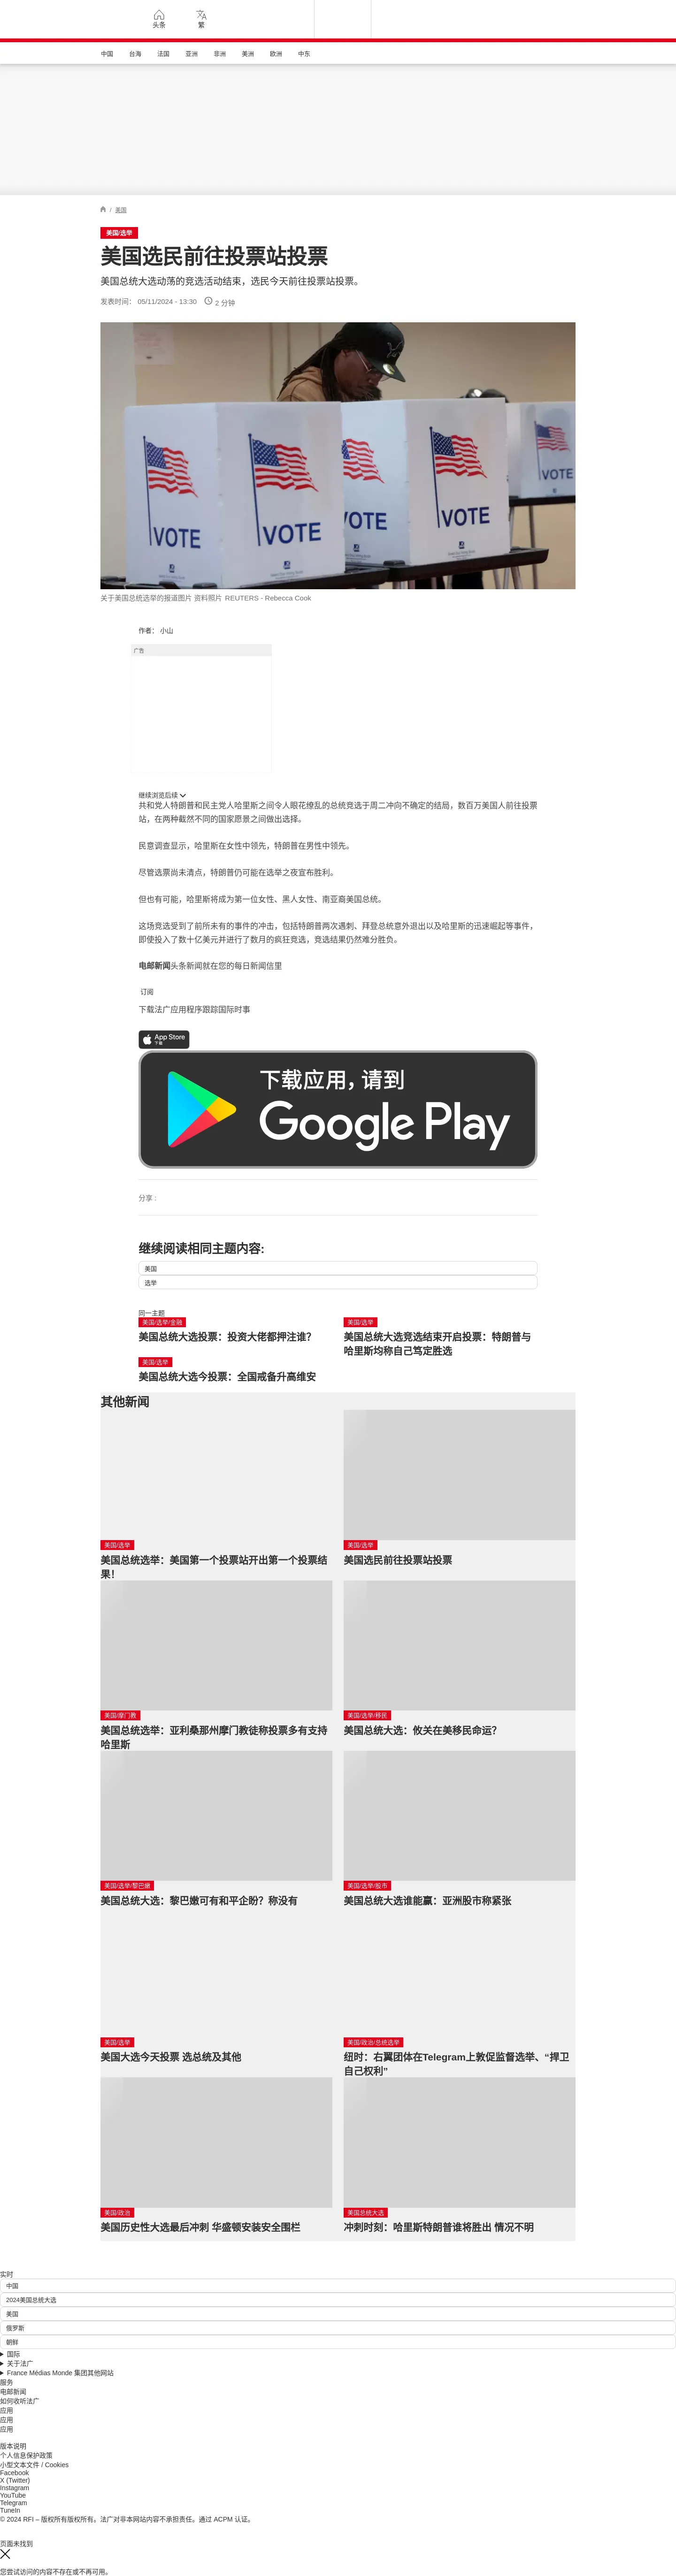 头条
繁
中国 台海 法国 亚洲 非洲 美洲 欧洲 中东
/ 美国
美国/选举
美国选民前往投票站投票
美国总统大选动荡的竞选活动结束，选民今天前往投票站投票。
发表时间： 05/11/2024 - 13:30 2 分钟
VOTE VOTE VOTE VOTE
关于美国总统选举的报道图片 资料照片 REUTERS - Rebecca Cook
作者： 小山
广告
继续浏览后续
共和党人特朗普和民主党人哈里斯之间令人眼花缭乱的总统竞选于周二冲向不确定的结局，数百万美国人前往投票
站，在两种截然不同的国家愿景之间做出选择。
民意调查显示，哈里斯在女性中领先，特朗普在男性中领先。
尽管选票尚未清点，特朗普仍可能在选举之夜宣布胜利。
但也有可能，哈里斯将成为第一位女性、黑人女性、南亚裔美国总统。
这场竞选受到了前所未有的事件的冲击，包括特朗普两次遇刺、拜登总统意外退出以及哈里斯的迅速崛起等事件，
即使投入了数十亿美元并进行了数月的疯狂竞选，竞选结果仍然难分胜负。
电邮新闻头条新闻就在您的每日新闻信里
订阅
下载法广应用程序跟踪国际时事
App Store
下载
下载应用，请到
Google Play
分享 :
继续阅读相同主题内容:
美国
选举
同一主题
美国/选举/金融
美国总统大选投票：投资大佬都押注谁？
美国/选举
美国总统大选竞选结束开启投票：特朗普与
哈里斯均称自己笃定胜选
美国/选举
美国总统大选今投票：全国戒备升高维安
其他新闻
美国/选举
美国总统选举：美国第一个投票站开出第一个投票结
果！
美国/选举
美国选民前往投票站投票
美国/摩门教
美国总统选举：亚利桑那州摩门教徒称投票多有支持
哈里斯
美国/选举/移民
美国总统大选：攸关在美移民命运？
美国/选举/黎巴嫩
美国总统大选：黎巴嫩可有和平企盼？称没有
美国/选举/股市
美国总统大选谁能赢：亚洲股市称紧张
美国/选举
美国大选今天投票 选总统及其他
美国/政治/总统选举
纽时：右翼团体在Telegram上敦促监督选举、“捍卫
自己权利”
美国/政治
美国历史性大选最后冲刺 华盛顿安装安全围栏
美国总统大选
冲刺时刻：哈里斯特朗普谁将胜出 情况不明
实时
中国
2024美国总统大选
美国
俄罗斯
朝鲜
国际
关于法广
France Médias Monde 集团其他网站
服务
电邮新闻
如何收听法广
应用
应用
应用
版本说明
个人信息保护政策
小型文本文件 / Cookies
Facebook
X (Twitter)
Instagram
YouTube
Telegram
TuneIn
© 2024 RFI – 版权所有版权所有。法广对非本网站内容不承担责任。通过 ACPM 认证。
页面未找到
您尝试访问的内容不存在或不再可用。